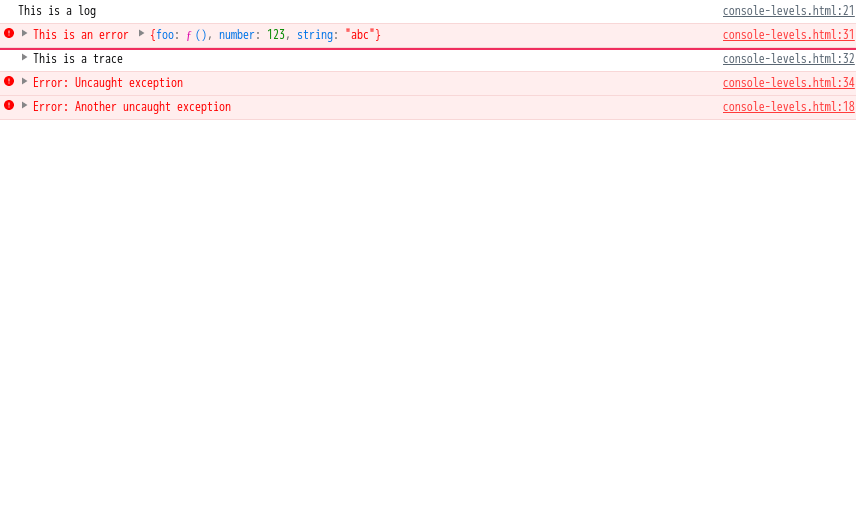 This is a log console-levels.html:21
This is an error {foo: ƒ (), number: 123, string: "abc"} console-levels.html:31
This is a trace console-levels.html:32
Error: Uncaught exception console-levels.html:34
Error: Another uncaught exception console-levels.html:18